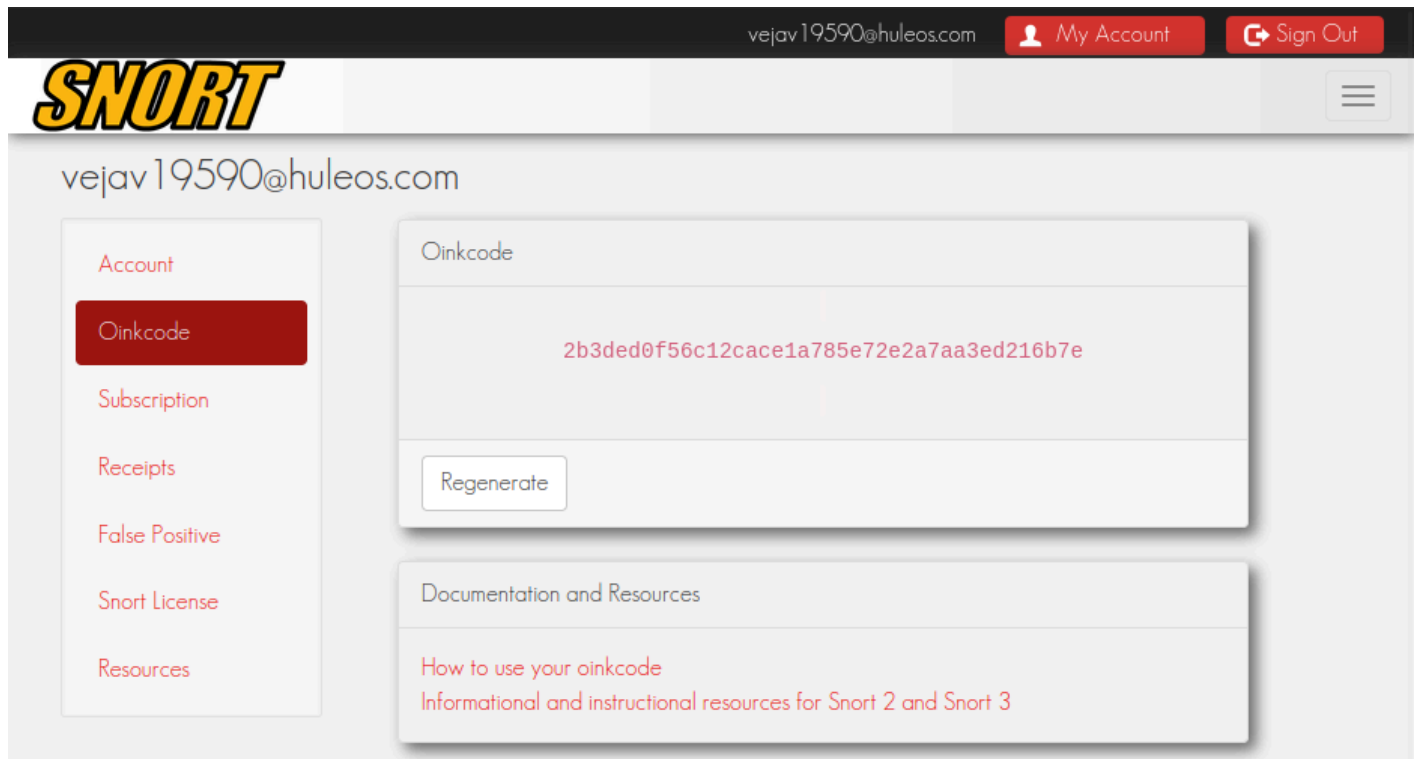 vejav19590@huleos.com My Account Sign Out
SNORT
vejav19590@huleos.com
Account
Oinkcode
Subscription
Receipts
False Positive
Snort License
Resources
Oinkcode
2b3ded0f56c12cace1a785e72e2a7aa3ed216b7e
Regenerate
Documentation and Resources
How to use your oinkcode
Informational and instructional resources for Snort 2 and Snort 3